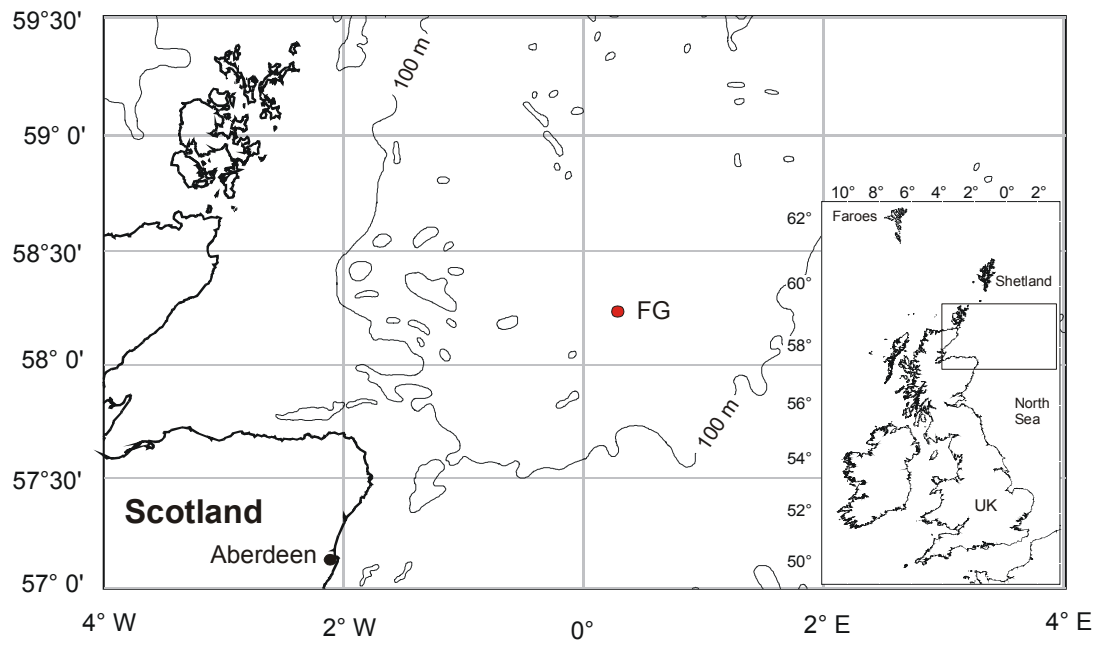 59°30'
100 m
59° 0'
10° 8° 6° 4° 2° 0° 2°
62°
Faroes
58°30'
60°
Shetland
FG
58° 0'
58°
56°
North
Sea
100 m
54°
57°30'
Scotland
52°
UK
Aberdeen
50°
57° 0'
4° W
2° W
0°
2° E
4° E